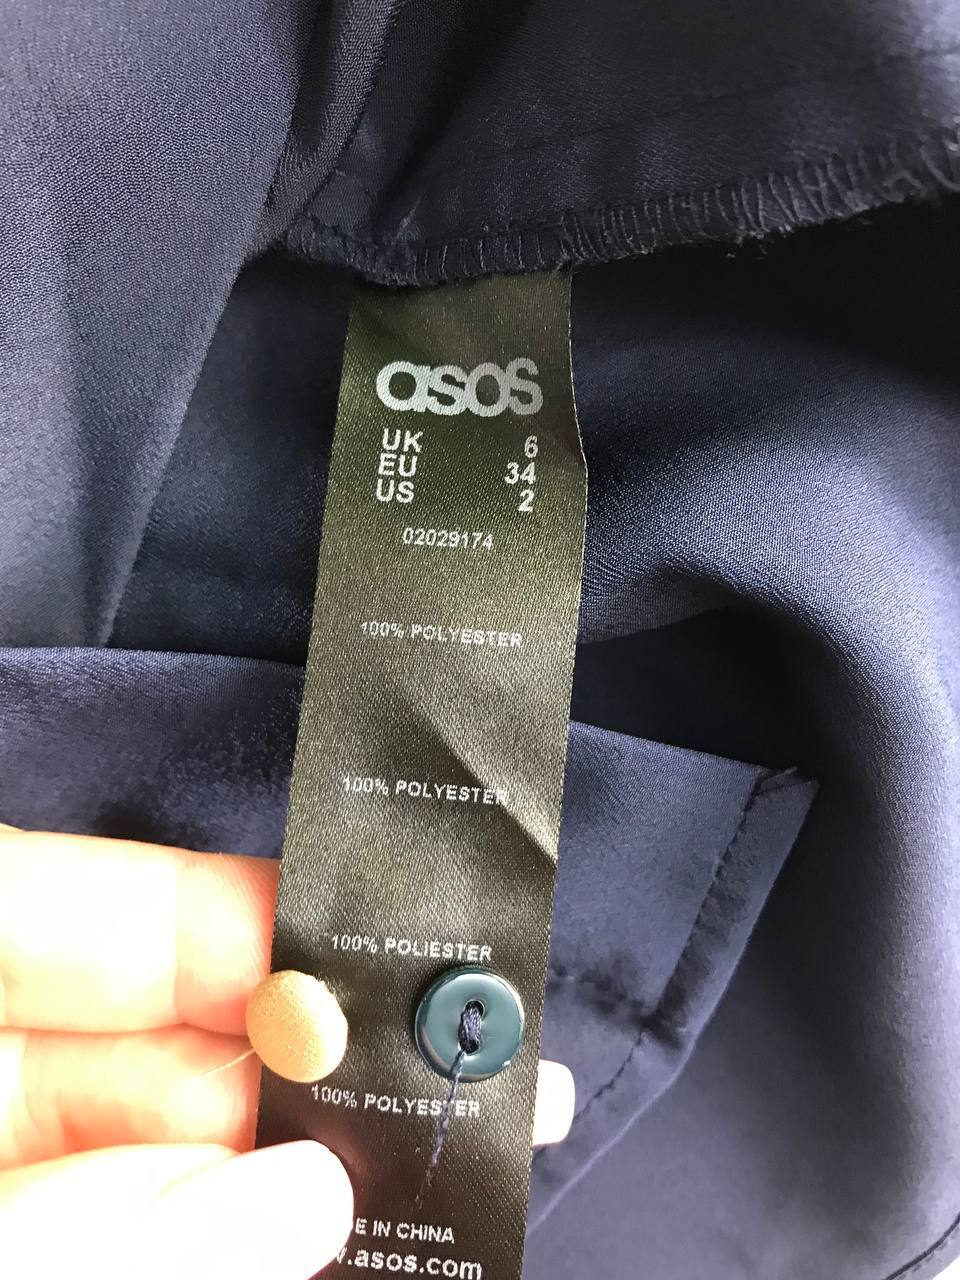 asos
UK 6
EU 34
US 2
02029174
100% POLYESTER
100% POLYESTER
100% POLIESTER
100% POLYESTER
E IN CHINA
.asos.com